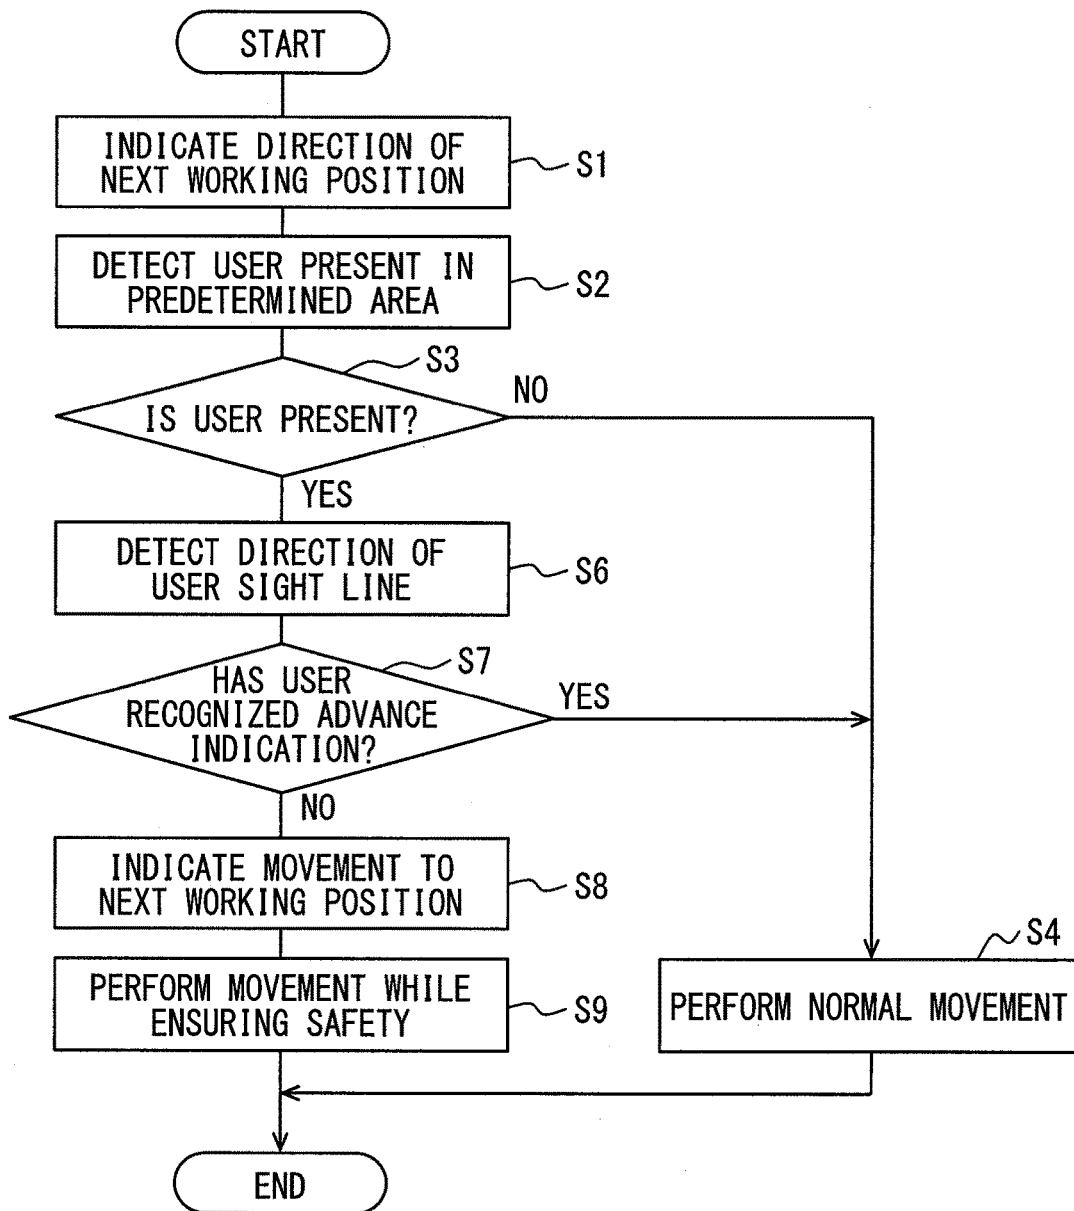 START
INDICATE DIRECTION OF
NEXT WORKING POSITION
S1
DETECT USER PRESENT IN
PREDETERMINED AREA
S2
S3
IS USER PRESENT?
NO
YES
DETECT DIRECTION OF
USER SIGHT LINE
S6
S7
HAS USER
RECOGNIZED ADVANCE
INDICATION?
YES
NO
INDICATE MOVEMENT TO
NEXT WORKING POSITION
S8
PERFORM MOVEMENT WHILE
ENSURING SAFETY
S9
S4
PERFORM NORMAL MOVEMENT
END